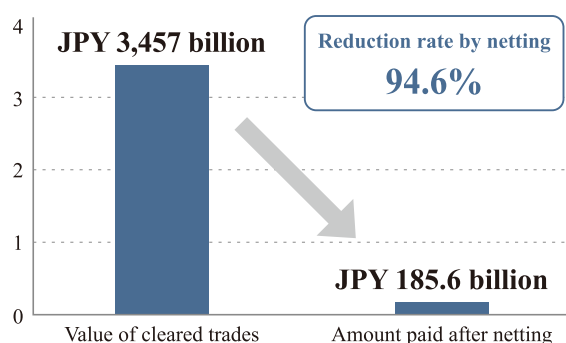 4
JPY 3,457 billion
Reduction rate by netting
94.6%
3
2
1
JPY 185.6 billion
0
Value of cleared trades
Amount paid after netting